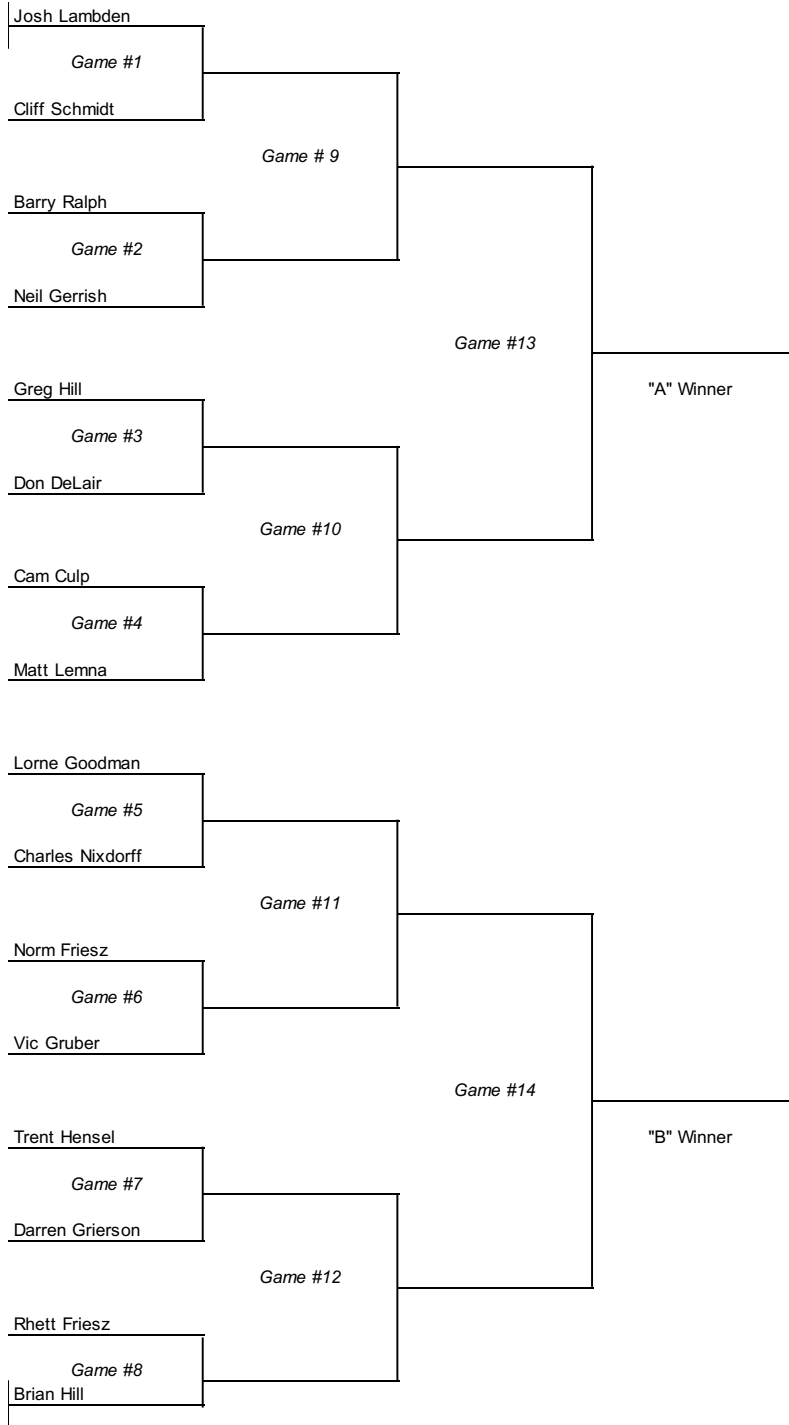 Josh Lambden
Game #1
Cliff Schmidt
Game # 9
Barry Ralph
Game #2
Neil Gerrish
Game #13
Greg Hill
"A" Winner
Game #3
Don DeLair
Game #10
Cam Culp
Game #4
Matt Lemna
Lorne Goodman
Game #5
Charles Nixdorff
Game #11
Norm Friesz
Game #6
Vic Gruber
Game #14
Trent Hensel
"B" Winner
Game #7
Darren Grierson
Game #12
Rhett Friesz
Game #8
Brian Hill